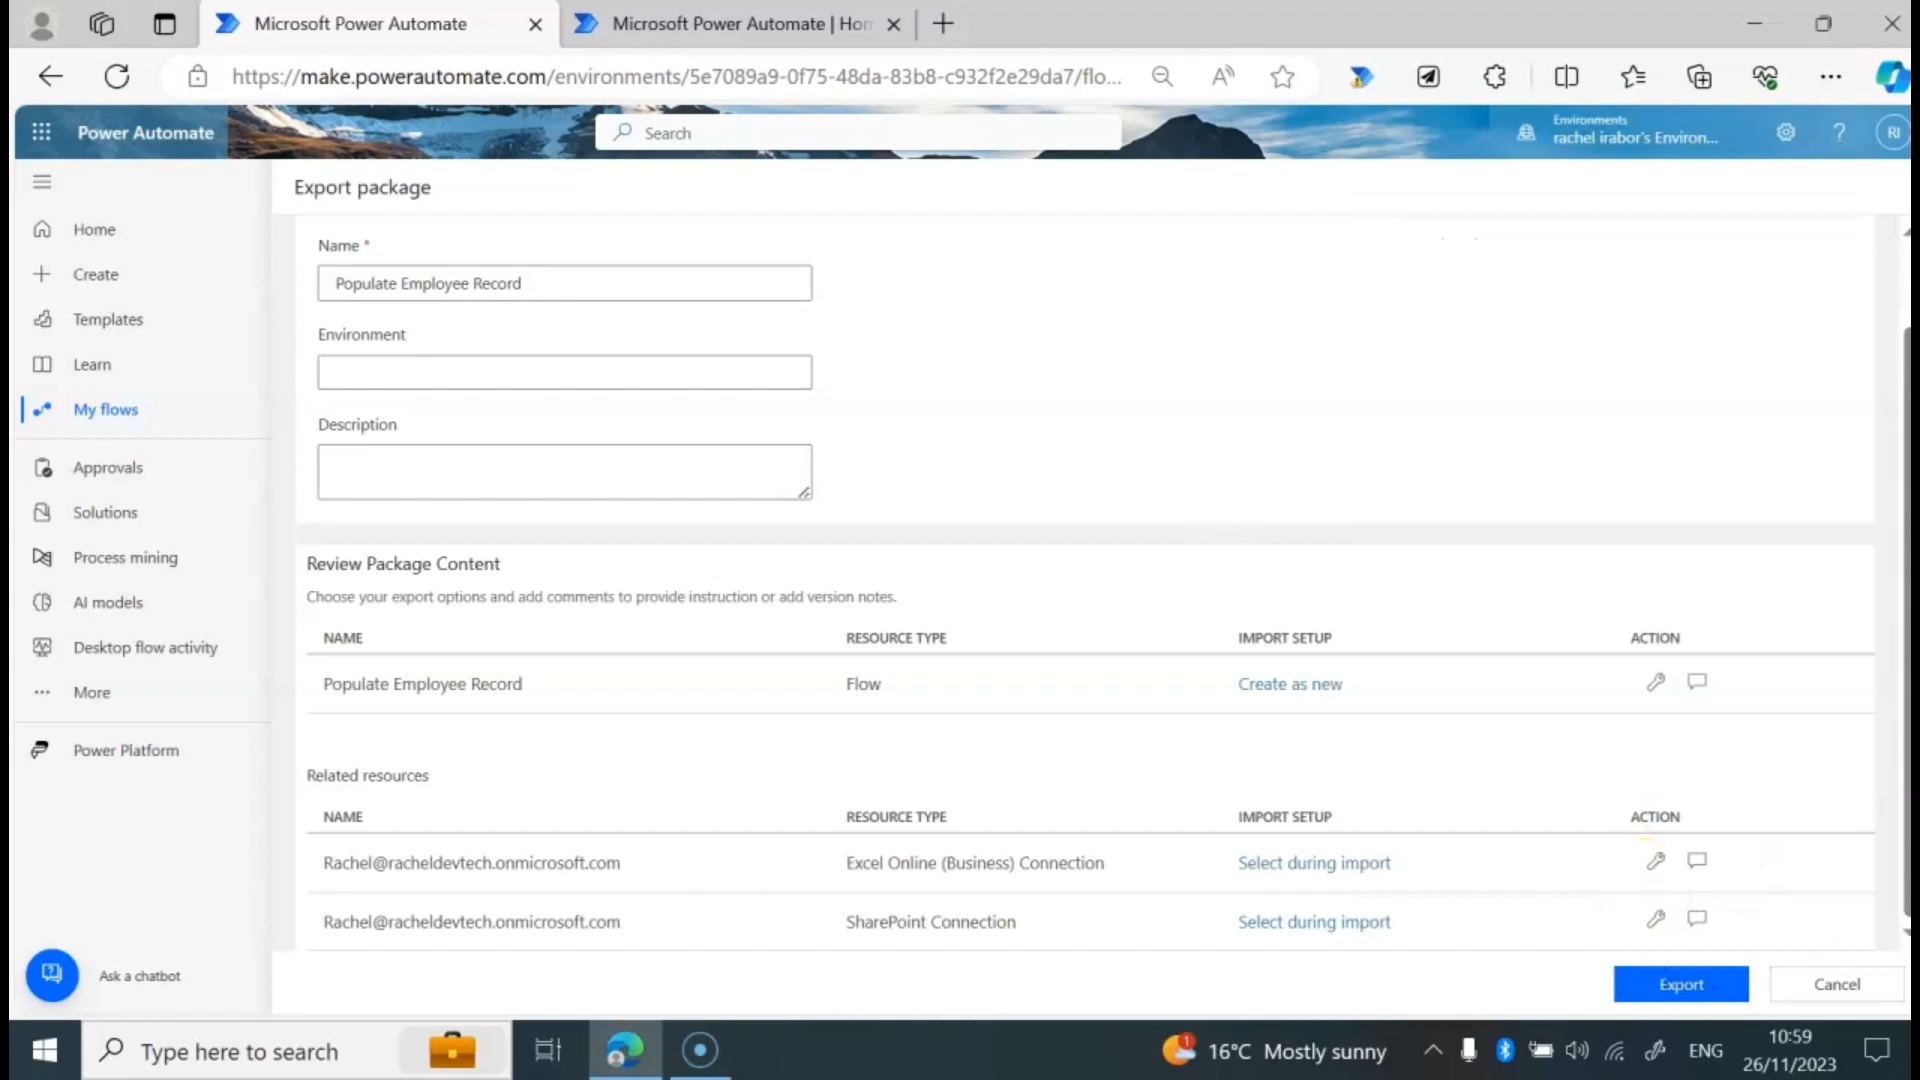 Microsoft Power Automate
Microsoft Power Automate | Hom
https://make.powerautomate.com/environments/5e7089a9-0f75-48da-83b8-c932f2e29da7/flo...
Power Automate
Search
Environments
rachel irabor's Environ...
RI
Export package
Home
Create
Templates
Learn
My flows
Approvals
Solutions
Process mining
AI models
Desktop flow activity
More
Power Platform
Ask a chatbot
Name *
Populate Employee Record
Environment
Description
Review Package Content
Choose your export options and add comments to provide instruction or add version notes.
NAME RESOURCE TYPE IMPORT SETUP ACTION
Populate Employee Record Flow Create as new
Related resources
NAME RESOURCE TYPE IMPORT SETUP ACTION
Rachel@racheldevtech.onmicrosoft.com Excel Online (Business) Connection Select during import
Rachel@racheldevtech.onmicrosoft.com SharePoint Connection Select during import
Export Cancel
Type here to search
1
16°C Mostly sunny
ENG
10:59
26/11/2023